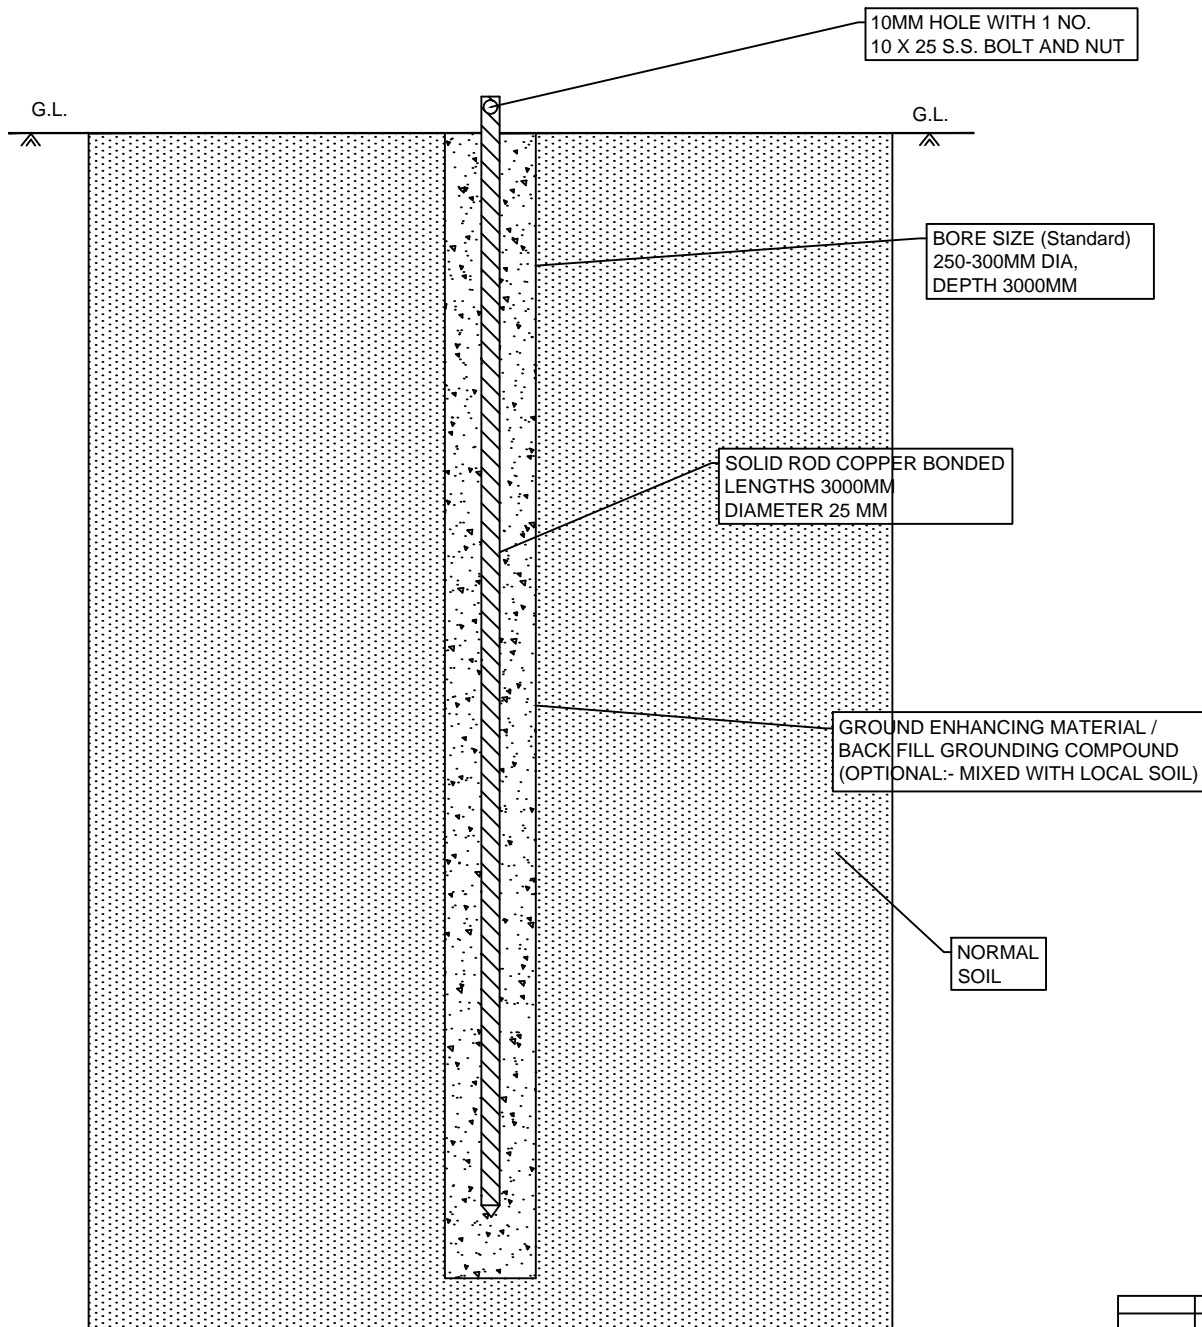 10MM HOLE WITH 1 NO.
10 X 25 S.S. BOLT AND NUT
G.L.
G.L.
BORE SIZE (Standard)
250-300MM DIA,
DEPTH 3000MM
SOLID ROD COPPER BONDED
LENGTHS 3000MM
DIAMETER 25 MM
GROUND ENHANCING MATERIAL /
BACK FILL GROUNDING COMPOUND
(OPTIONAL:- MIXED WITH LOCAL SOIL)
NORMAL
SOIL